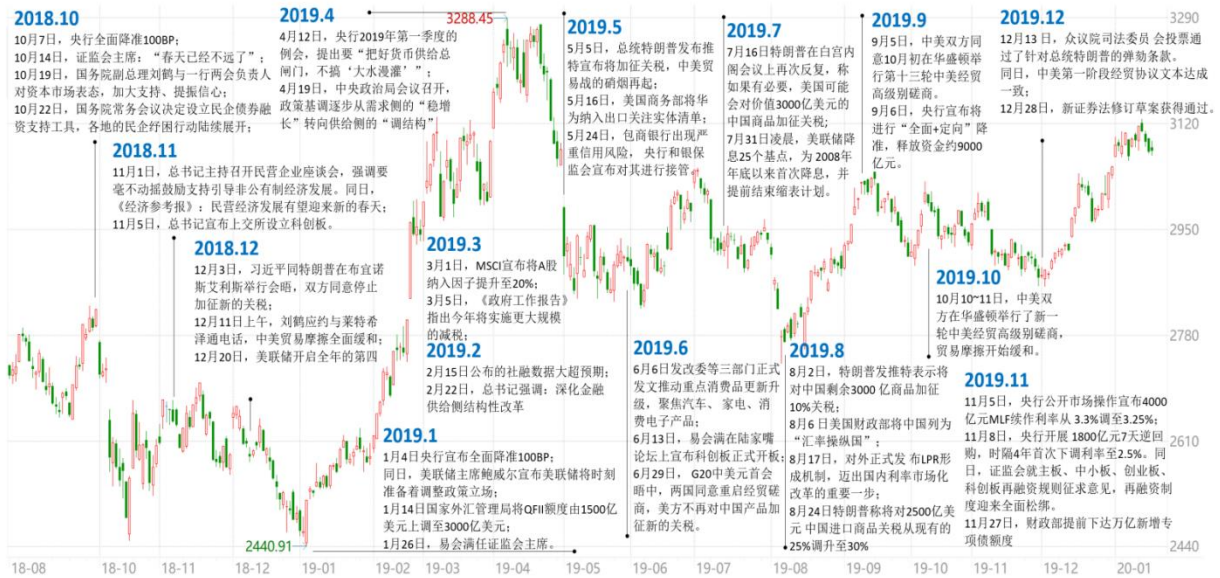 2018.10
10月7日，央行全面降准100BP；
10月14日，证监会主席：“春天已经不远了”；
10月19日，国务院副总理刘鹤与一行两会负责人
对资本市场表态，加大支持、提振信心；
10月22日，国务院常务会议决定设立民企债券融
资支持工具，各地的民企纾困行动陆续展开；
2018.11
11月1日，总书记主持召开民营企业座谈会，强调要
毫不动摇鼓励支持引导非公有制经济发展。同日，
《经济参考报》：民营经济发展有望迎来新的春天；
11月5日，总书记宣布上交所设立科创板。
2018.12
12月3日，习近平同特朗普在布宜诺
斯艾利斯举行会晤，双方同意停止
加征新的关税；
12月11日上午，刘鹤应约与莱特希
泽通电话，中美贸易摩擦全面缓和；
12月20日，美联储开启全年的第四
2019.4
4月12日，央行2019年第一季度的
例会，提出要“把好货币供给总
闸门，不搞‘大水漫灌’”；
4月19日，中央政治局会议召开，
政策基调逐步从需求侧的“稳增
长”转向供给侧的“调结构”
3288.45
2019.3
3月1日，MSCI宣布将A股
纳入因子提升至20%；
3月5日，《政府工作报告》
指出今年将实施更大规模
的减税；
2019.2
2月15日公布的社融数据大超预期；
2月22日，总书记强调：深化金融
供给侧结构性改革
2019.1
1月4日央行宣布全面降准100BP；
同日，美联储主席鲍威尔宣布美联储将时刻
准备着调整政策立场；
1月14日国家外汇管理局将QFII额度由1500亿
美元上调至3000亿美元；
1月26日，易会满任证监会主席。
2440.91
2019.5
5月5日，总统特朗普发布推
特宣布将加征关税，中美贸
易战的硝烟再起；
5月16日，美国商务部将华
为纳入出口关注实体清单；
5月24日，包商银行出现严
重信用风险，央行和银保
监会宣布对其进行接管。
2019.6
6月6日发改委等三部门正式
发文推动重点消费品更新升
级，聚焦汽车、家电、消
费电子产品；
6月13日，易会满在陆家嘴
论坛上宣布科创板正式开板；
6月29日，G20中美元首会
晤中，两国同意重启经贸磋
商，美方不再对中国产品加
征新的关税。
2019.7
7月16日特朗普在白宫内
阁会议上再次反复，称
如果有必要，美国可能
会对价值3000亿美元的
中国商品加征关税；
7月31日凌晨，美联储降
息25个基点，为2008年
年底以来首次降息，并
提前结束缩表计划。
2019.8
8月2日，特朗普发推特表示将
对中国剩余3000 亿商品加征
10%关税；
8月6 日美国财政部将中国列为
“汇率操纵国”；
8月17日，对外正式发 布LPR形
成机制，迈出国内利率市场化
改革的重要一步；
8月24日特朗普称将对2500亿美
元 中国进口商品关税从现有的
25%调升至30%
2019.9
9月5日，中美双方同
意10月初在华盛顿举
行第十三轮中美经贸
高级别磋商。
9月6日，央行宣布将
进行“全面+定向”降
准，释放资金约9000
亿元。
2019.10
10月10~11日，中美双
方在华盛顿举行了新一
轮中美经贸高级别磋商，
贸易摩擦开始缓和。
2019.11
11月5日，央行公开市场操作宣布4000
亿元MLF续作利率从 3.3%调至3.25%；
11月8日，央行开展 1800亿元7天逆回
购，时隔4年首次下调利率至2.5%。同
日，证监会就主板、中小板、创业板、
科创板再融资规则征求意见，再融资制
度迎来全面松绑。
11月27日，财政部提前下达万亿新增专
项债额度
2019.12
12月13 日，众议院司法委员 会投票通
过了针对总统特朗普的弹劾条款。
同日，中美第一阶段经贸协议文本达成
一致；
12月28日，新证券法修订草案获得通过。
3290
3120
2950
2780
2610
2440
18-08
18-10
18-11
18-12
19-01
19-02
19-03
19-04
19-05
19-06
19-01
19-08
19-09
19-10
19-11
19-12
20-01